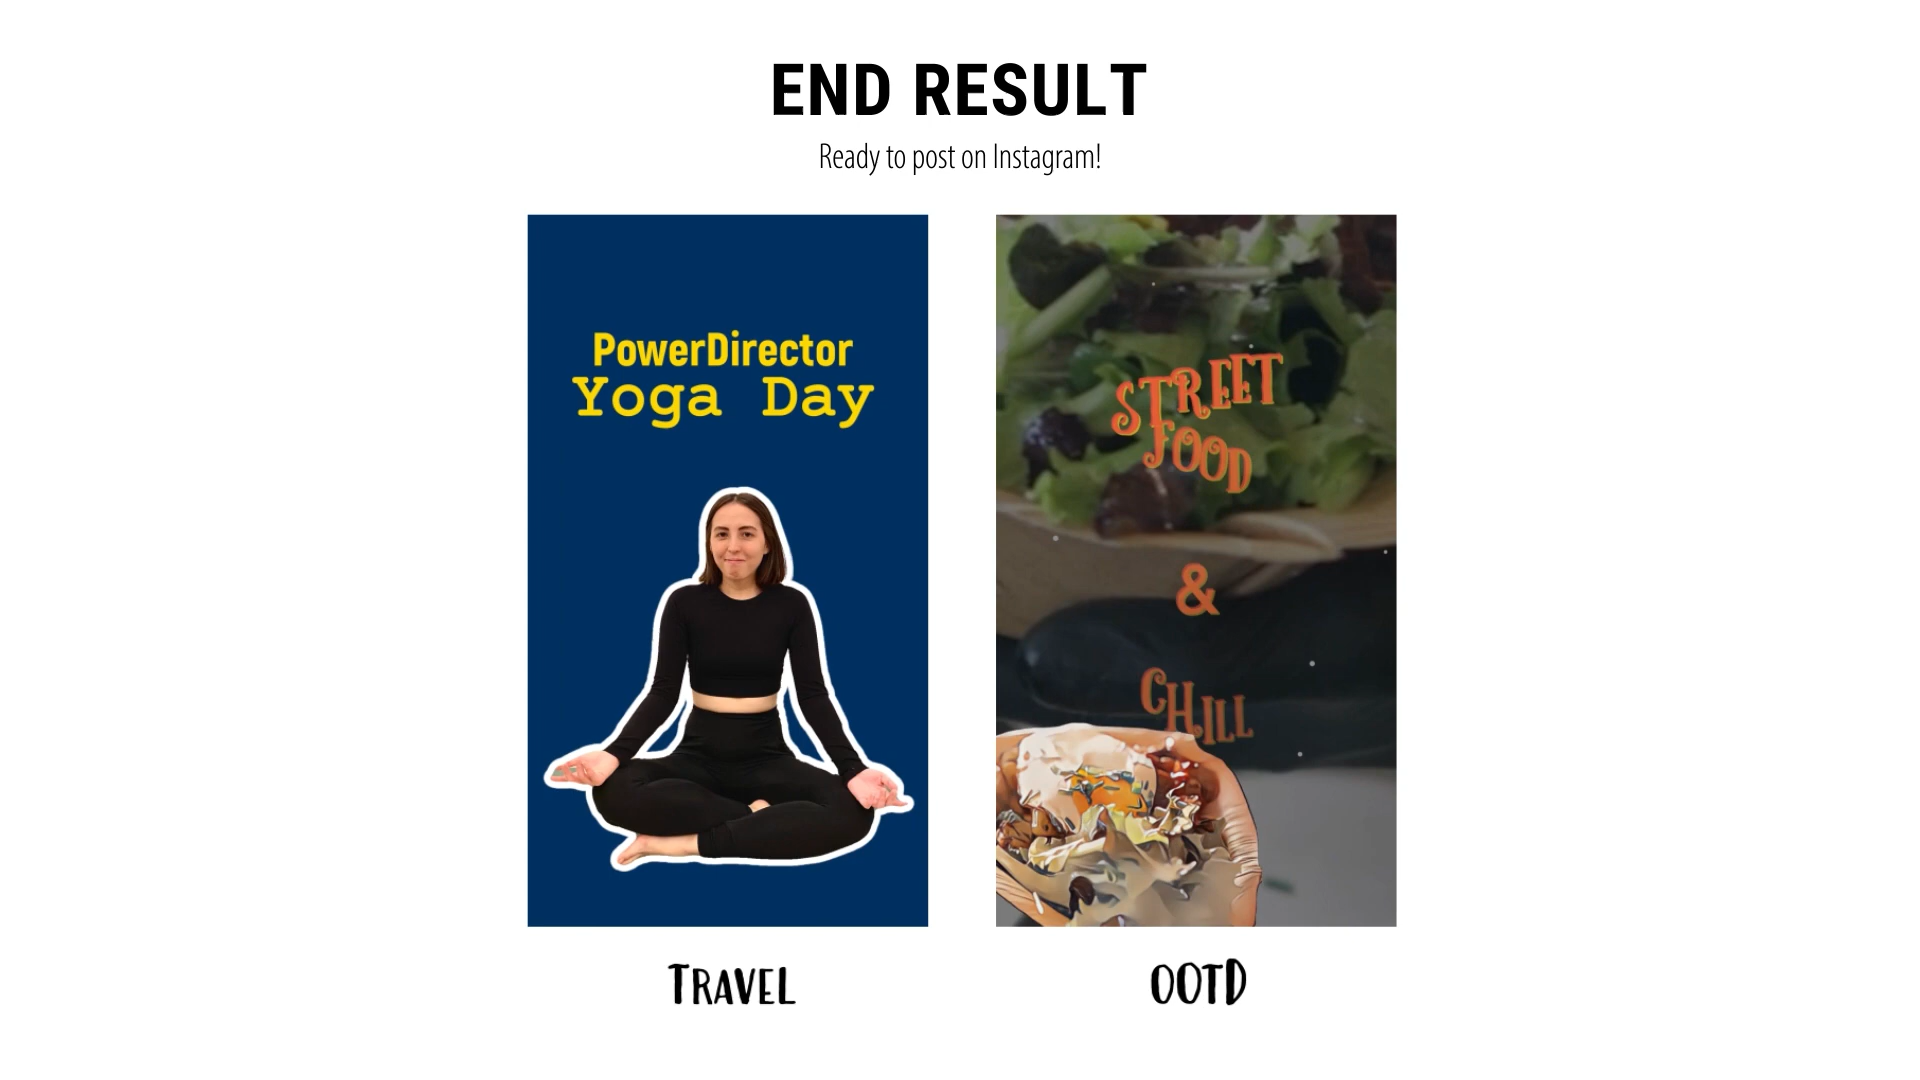 END RESULT
Ready to post on Instagram!
PowerDirector
Yoga Day
STREET
FOOD
&
CHILL
TRAVEL
OOTD